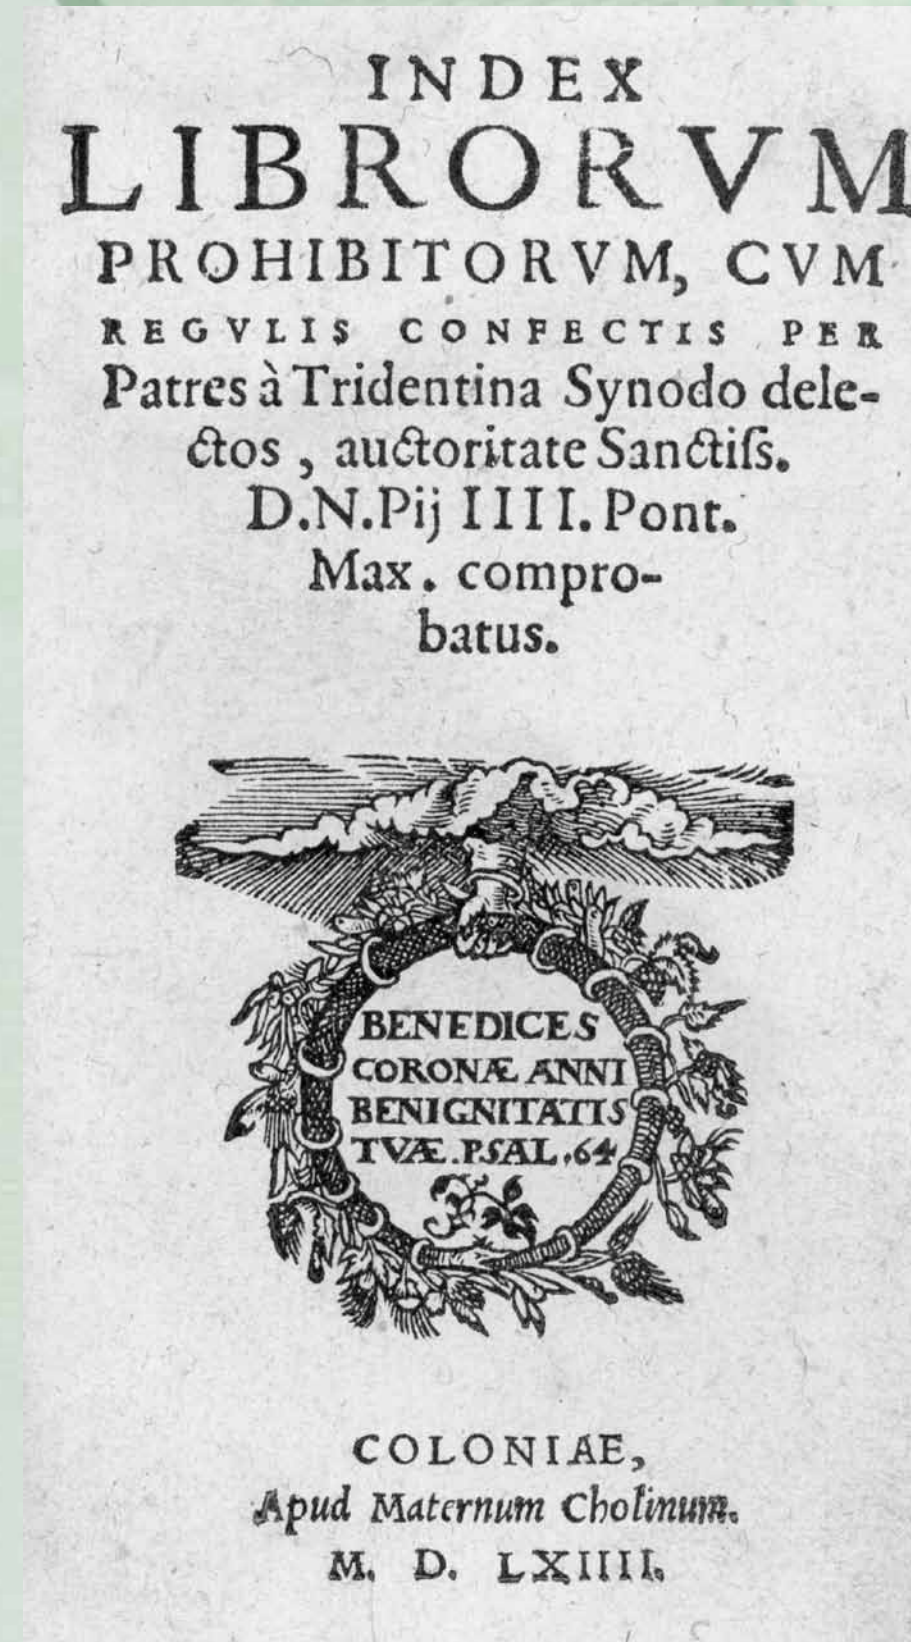 INDEX
LIBRORVM
PROHIBITORVM, CVM
REGVLIS CONFECTIS PER
Patres à Tridentina Synodo dele-
ctos, auctoritate Sanctiſs.
D.N.Pij IIII. Pont.
Max. compro-
batus.
BENEDICES
CORONÆ ANNI
BENIGNITATIS
TVÆ.PSAL.64
COLONIAE,
Apud Maternum Cholinum.
M. D. LXIIII.